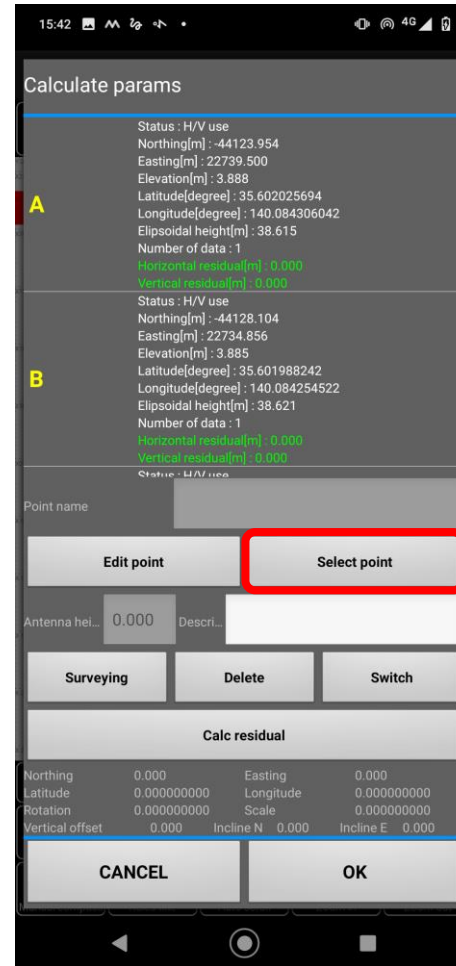 15:42
4G
Calculate params
A
Status : H/V use
Northing[m] : -44123.954
Easting[m] : 22739.500
Elevation[m] : 3.888
Latitude[degree] : 35.602025694
Longitude[degree] : 140.084306042
Elipsoidal height[m] : 38.615
Number of data : 1
Horizontal residual[m] : 0.000
Vertical residual[m] : 0.000
B
Status : H/V use
Northing[m] : -44128.104
Easting[m] : 22734.856
Elevation[m] : 3.885
Latitude[degree] : 35.601988242
Longitude[degree] : 140.084254522
Elipsoidal height[m] : 38.621
Number of data : 1
Horizontal residual[m] : 0.000
Vertical residual[m] : 0.000
Status : H/V use
Point name
Edit point Select point
Antenna hei... 0.000 Descri...
Surveying Delete Switch
Calc residual
Northing 0.000 Easting 0.000
Latitude 0.000000000 Longitude 0.000000000
Rotation 0.000000000 Scale 0.000000000
Vertical offset 0.000 Incline N 0.000 Incline E 0.000
CANCEL OK